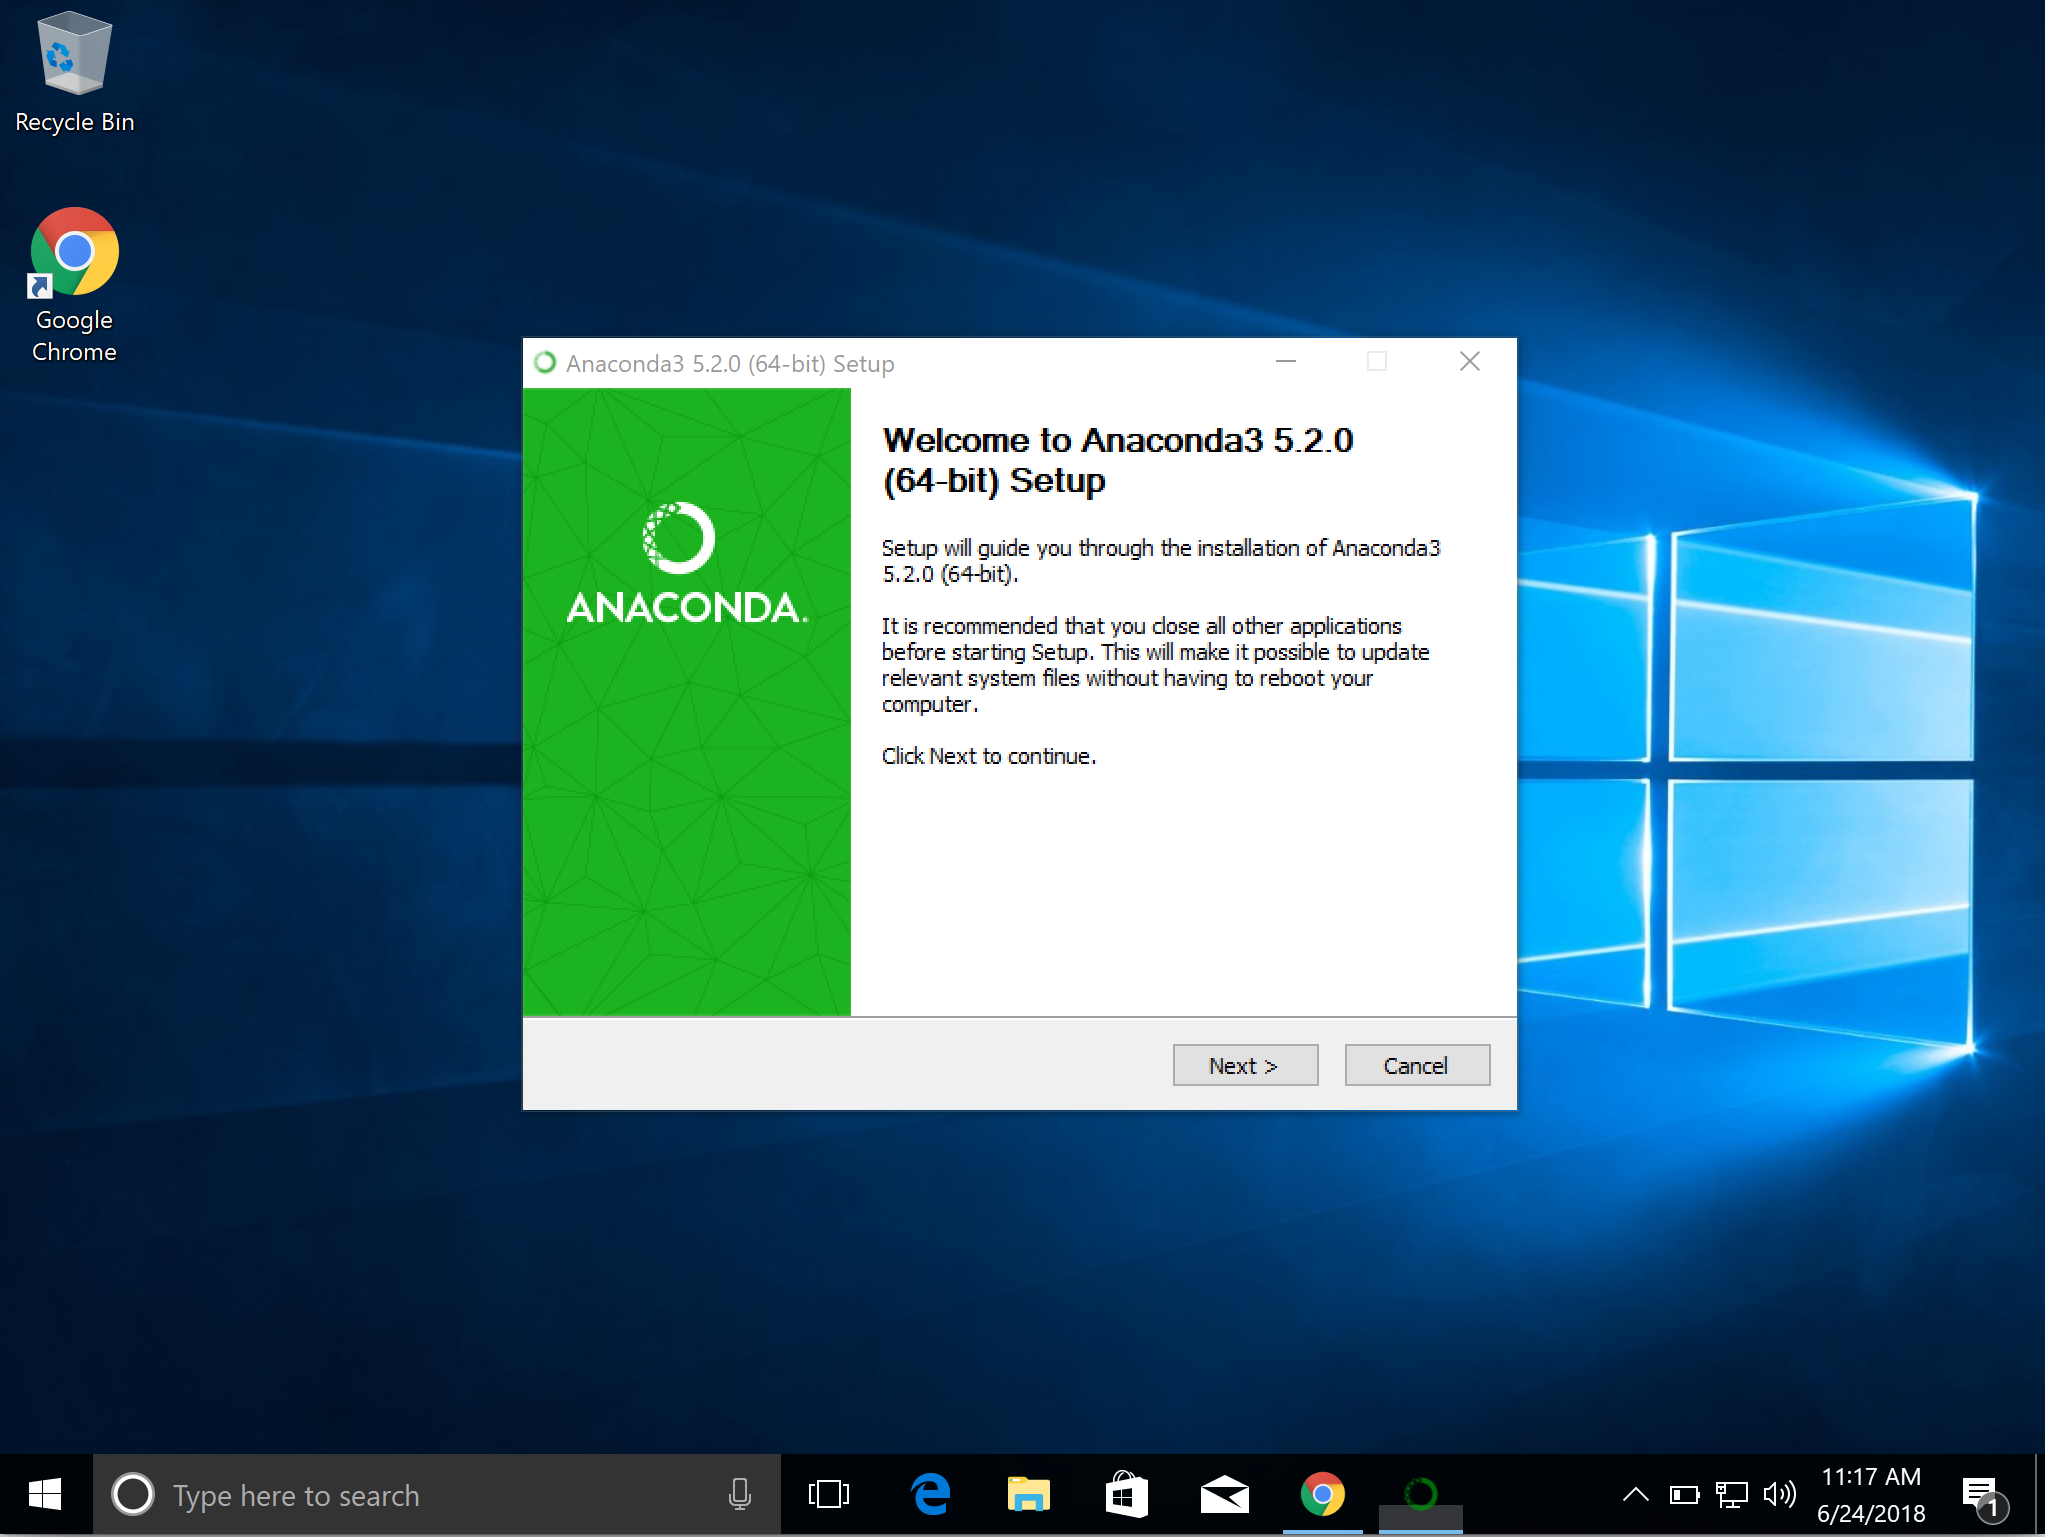 Recycle Bin
Google
Chrome
Anaconda3 5.2.0 (64-bit) Setup
ANACONDA.
Welcome to Anaconda3 5.2.0
(64-bit) Setup
Setup will guide you through the installation of Anaconda3
5.2.0 (64-bit).
It is recommended that you close all other applications
before starting Setup. This will make it possible to update
relevant system files without having to reboot your
computer.
Click Next to continue.
Next >
Cancel
Type here to search
11:17 AM
6/24/2018
1